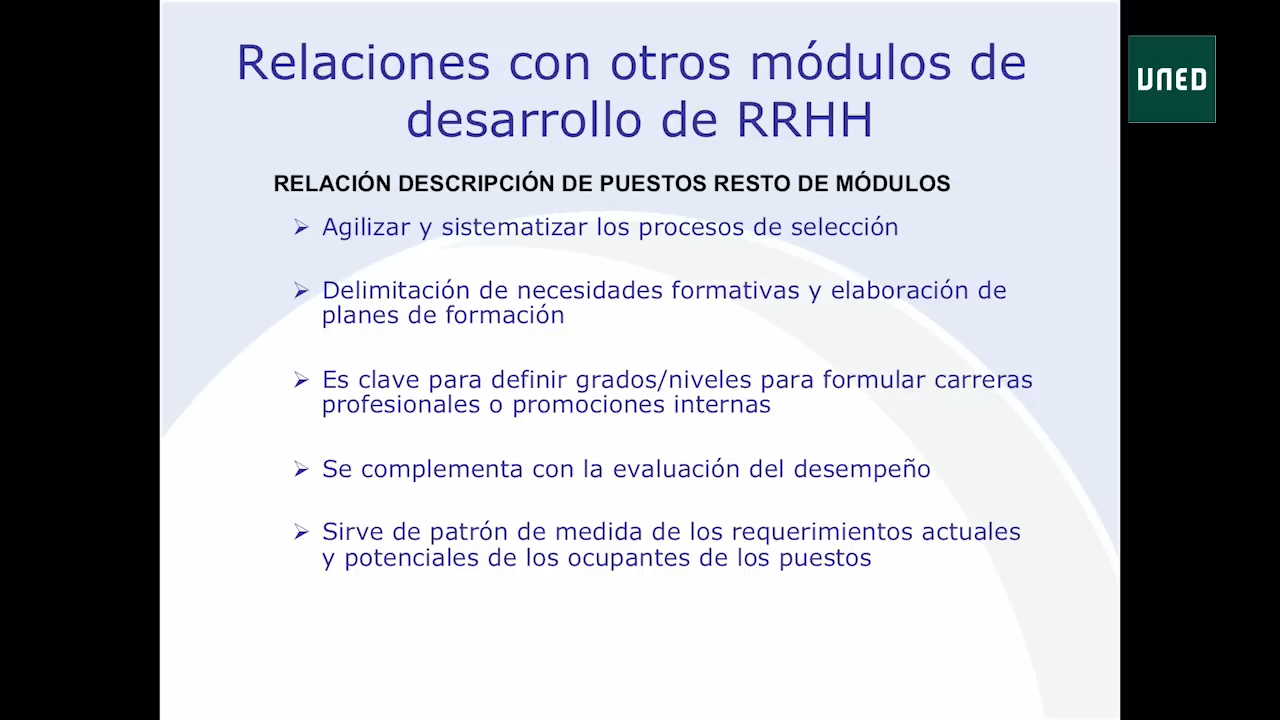 Relaciones con otros módulos de
desarrollo de RRHH
UNED
RELACIÓN DESCRIPCIÓN DE PUESTOS RESTO DE MÓDULOS
Agilizar y sistematizar los procesos de selección
Delimitación de necesidades formativas y elaboración de
planes de formación
Es clave para definir grados/niveles para formular carreras
profesionales o promociones internas
Se complementa con la evaluación del desempeño
Sirve de patrón de medida de los requerimientos actuales
y potenciales de los ocupantes de los puestos